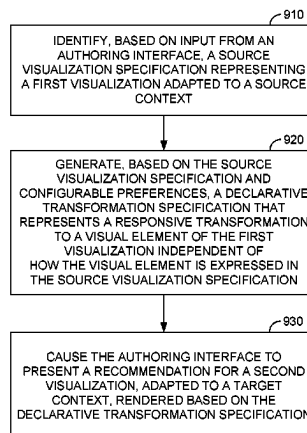 910
IDENTIFY, BASED ON INPUT FROM AN
AUTHORING INTERFACE, A SOURCE
VISUALIZATION SPECIFICATION REPRESENTING
A FIRST VISUALIZATION ADAPTED TO A SOURCE
CONTEXT
920
GENERATE, BASED ON THE SOURCE
VISUALIZATION SPECIFICATION AND
CONFIGURABLE PREFERENCES, A DECLARATIVE
TRANSFORMATION SPECIFICATION THAT
REPRESENTS A RESPONSIVE TRANSFORMATION
TO A VISUAL ELEMENT OF THE FIRST
VISUALIZATION INDEPENDENT OF
HOW THE VISUAL ELEMENT IS EXPRESSED IN
THE SOURCE VISUALIZATION SPECIFICATION
930
CAUSE THE AUTHORING INTERFACE TO
PRESENT A RECOMMENDATION FOR A SECOND
VISUALIZATION, ADAPTED TO A TARGET
CONTEXT, RENDERED BASED ON THE
DECLARATIVE TRANSFORMATION SPECIFICATION